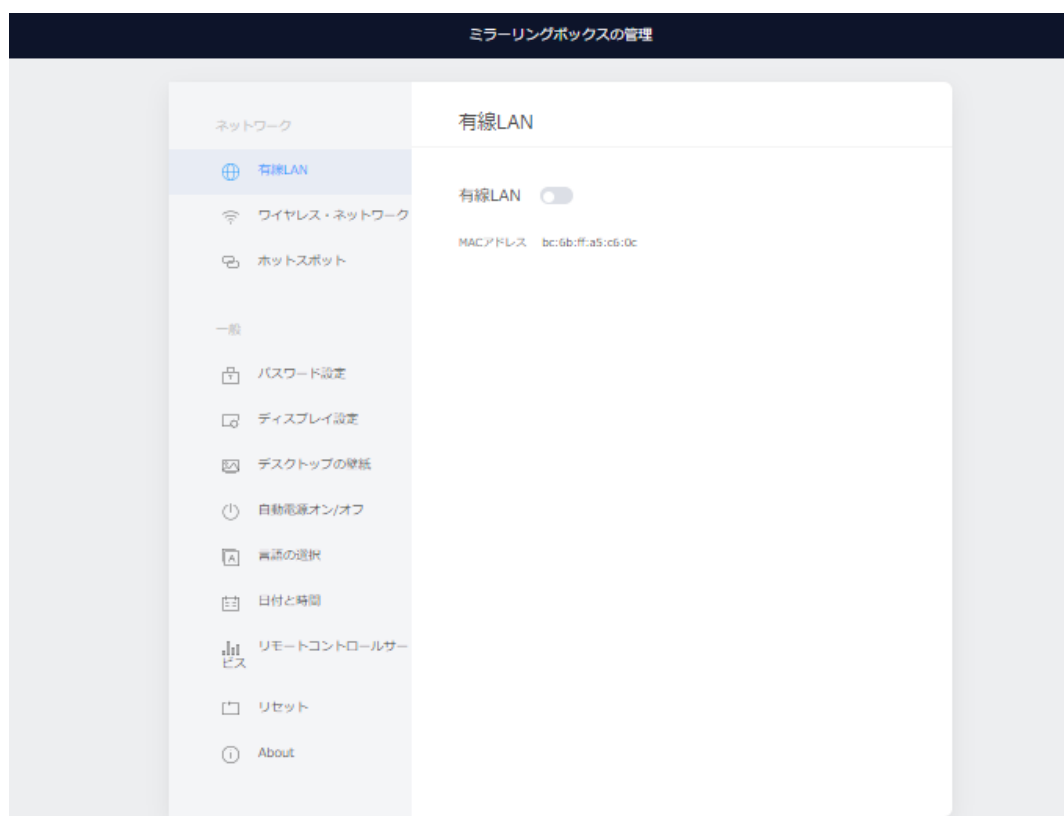 ミラーリングボックスの管理
ネットワーク
有線LAN
ワイヤレス・ネットワーク
ホットスポット
一般
パスワード設定
ディスプレイ設定
デスクトップの壁紙
自動電源オン/オフ
言語の選択
日付と時間
リモートコントロールサー
ビス
リセット
About
有線LAN
有線LAN
MACアドレス bc:6b:ff:a5:c6:0c